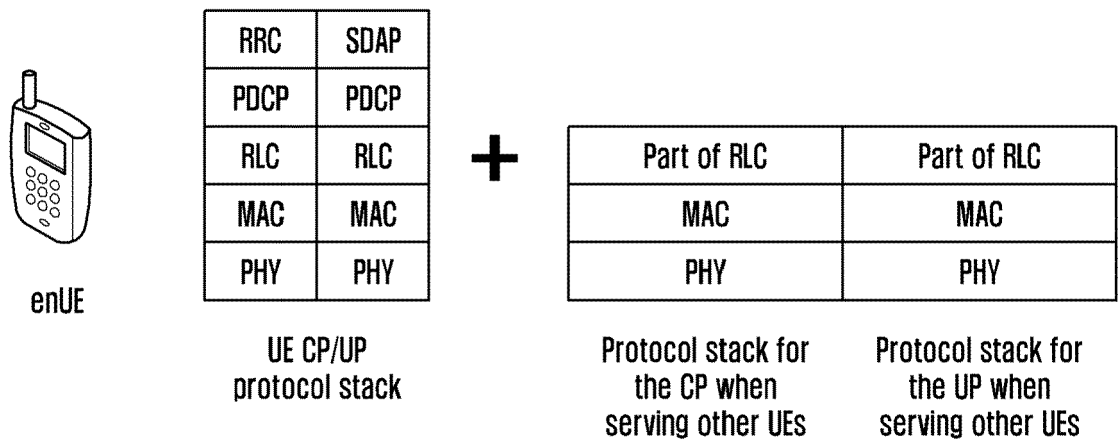 RRC SDAP
PDCP PDCP
RLC RLC
MAC MAC
PHY PHY
+
Part of RLC Part of RLC
MAC MAC
PHY PHY
enUE
UE CP/UP
protocol stack
Protocol stack for
the CP when
serving other UEs
Protocol stack for
the UP when
serving other UEs